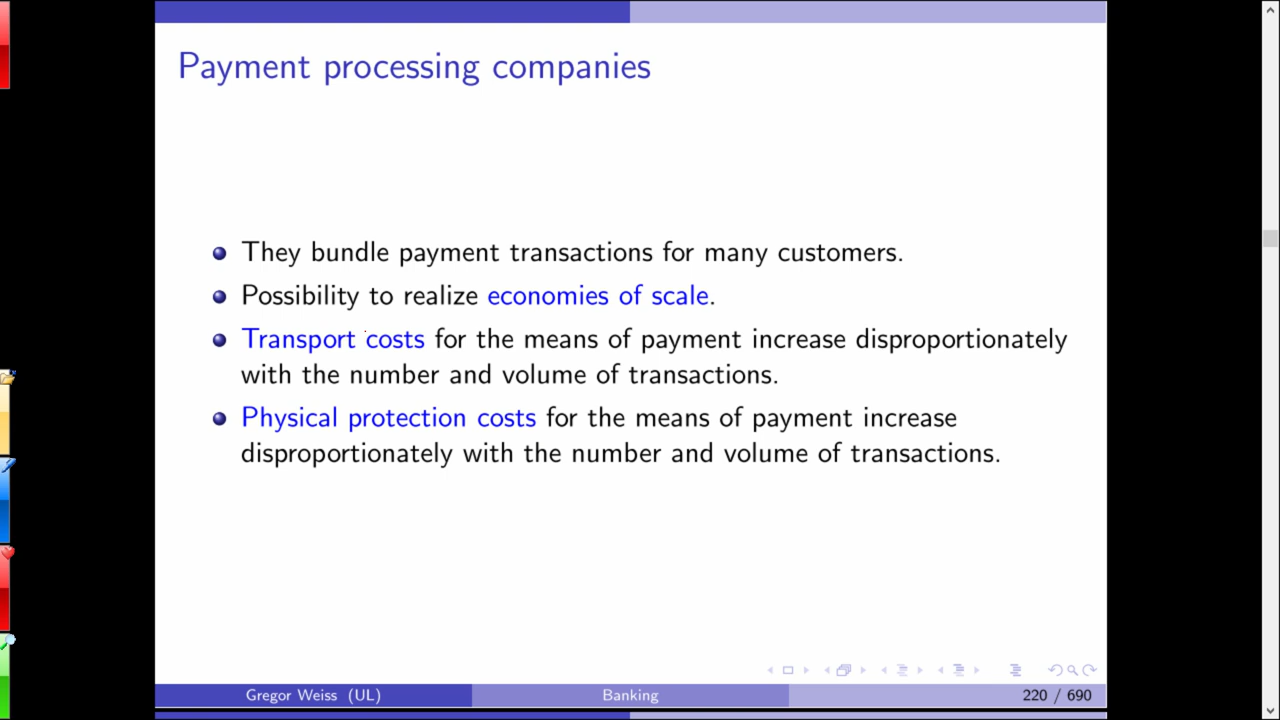 Payment processing companies
They bundle payment transactions for many customers.
Possibility to realize economies of scale.
Transport costs for the means of payment increase disproportionately
with the number and volume of transactions.
Physical protection costs for the means of payment increase
disproportionately with the number and volume of transactions.
Gregor Weiss (UL)
Banking
220 / 690